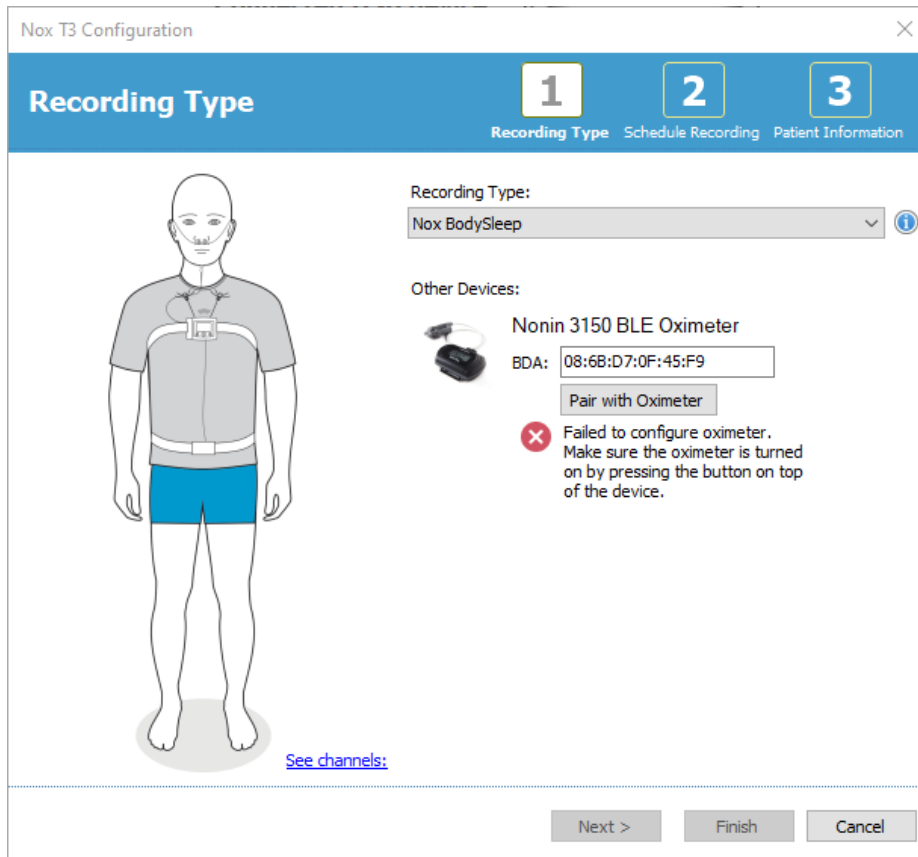 Nox T3 Configuration
Recording Type
1
Recording Type
2
Schedule Recording
3
Patient Information
Recording Type:
Nox BodySleep
Other Devices:
Nonin 3150 BLE Oximeter
BDA: 08:6B:D7:0F:45:F9
Pair with Oximeter
Failed to configure oximeter.
Make sure the oximeter is turned
on by pressing the button on top
of the device.
See channels:
Next >
Finish
Cancel